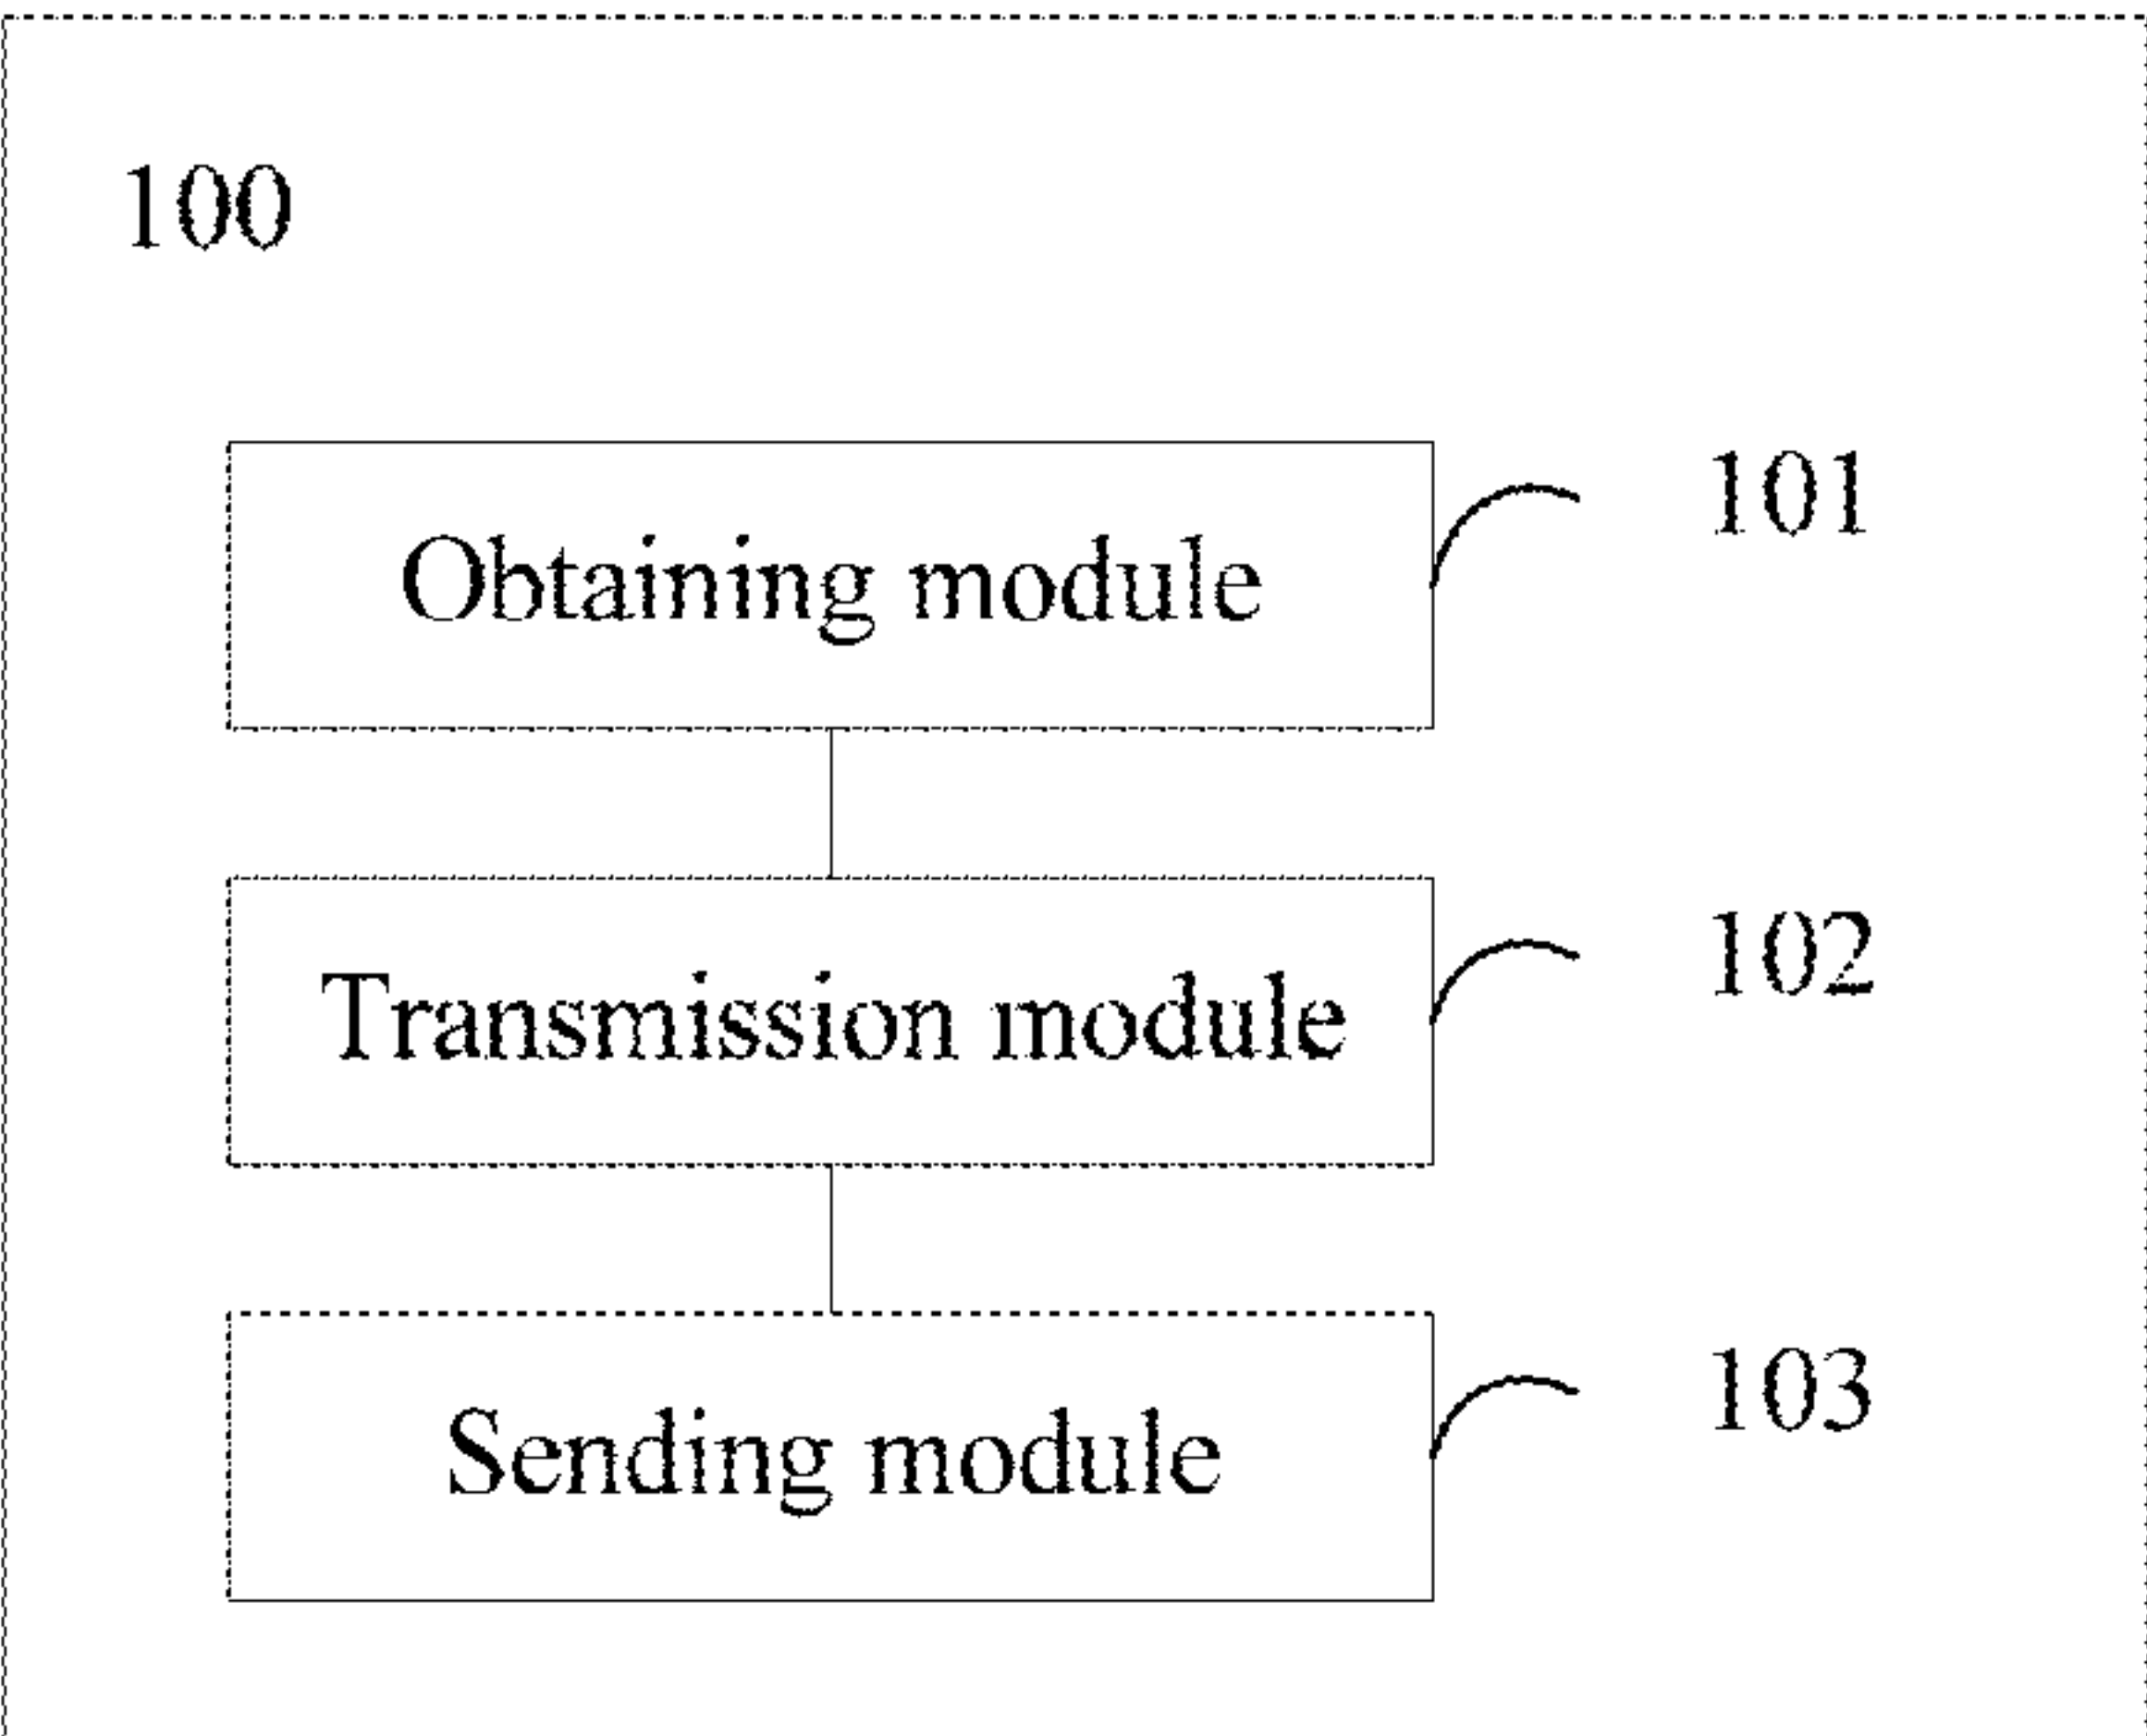 100
Obtaining module
101
Transmission module
102
Sending module
103